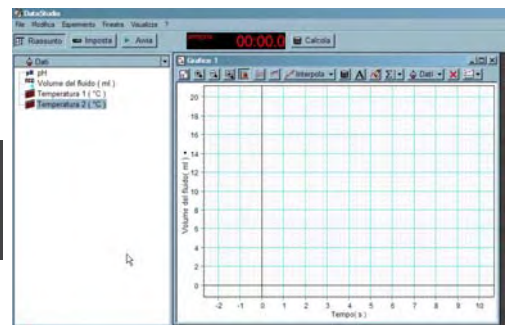 DataStudio
File Modifica Esperimento Finestra Visualizza ?
Riassunto Imposta Avvia 00:00.0 Calcola
Dati
pH
Volume del fluido ( ml )
Temperatura 1 ( °C )
Temperatura 2 ( °C )
Grafico 1
Interpola A Σ Dati
Volume del fluido( ml )
20
18
16
14
12
10
8
6
4
2
0
-2 -1 0 1 2 3 4 5 6 7 8 9 10
Tempo( s )